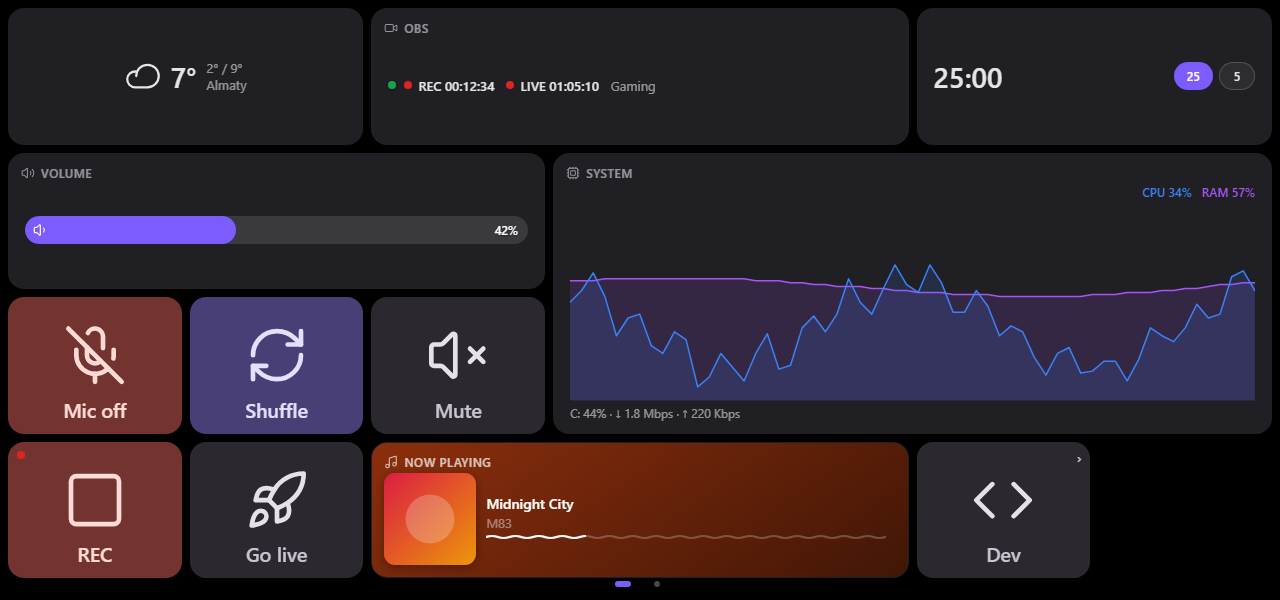 7°
2° / 9°
Almaty
OBS
REC 00:12:34 LIVE 01:05:10 Gaming
25:00
25
5
VOLUME
42%
SYSTEM
CPU 34% RAM 57%
C: 44% · ↓ 1.8 Mbps · ↑ 220 Kbps
Mic off
Shuffle
Mute
REC
Go live
NOW PLAYING
Midnight City
M83
Dev